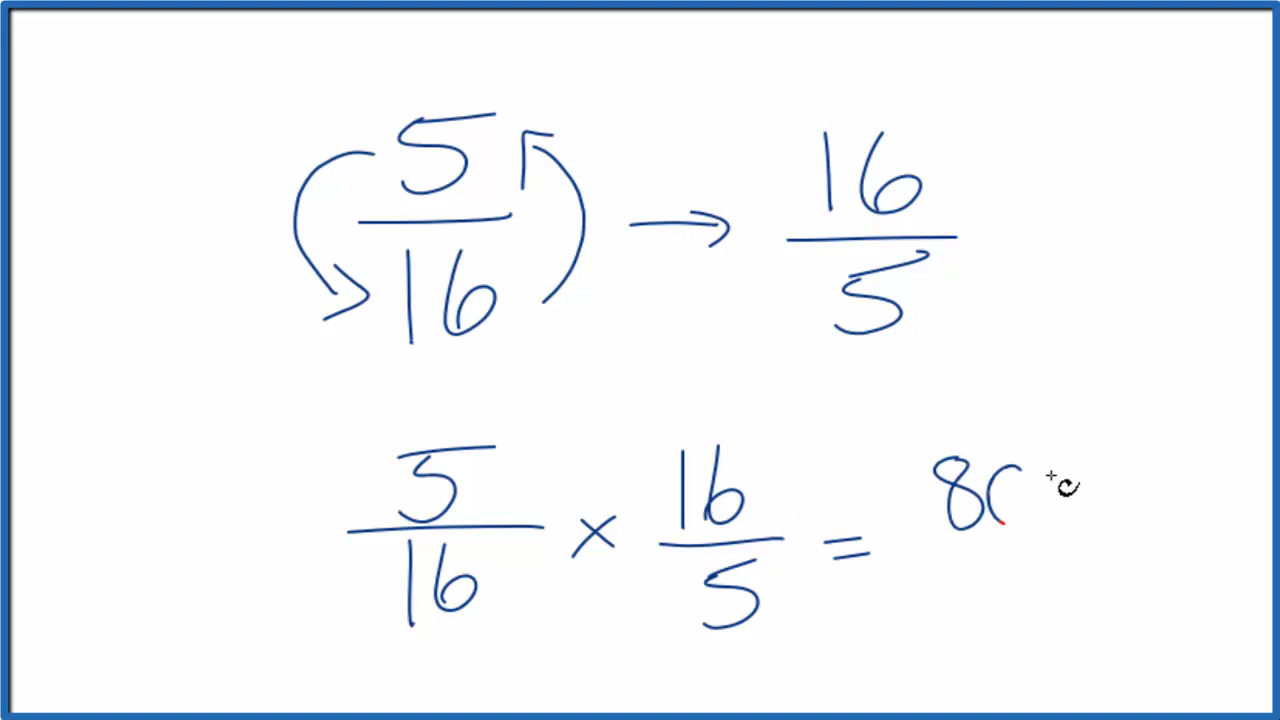 5/16 → 16/5
5/16 × 16/5 = 8